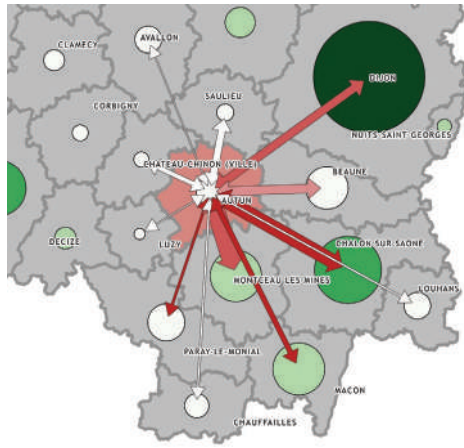 AVALLON
CLAMECY
DIJON
SAULIEU
CORBIGNY
NUITS-SAINT-GEORGES
CHATEAU-CHINON (VILLE)
BEAUNE
AUTUN
DECIZE
LUZY
CHALON-SUR-SAONE
MONTCEAU-LES-MINES
LOUHANS
PARAY-LE-MONIAL
MACON
CHAUFFAILLES